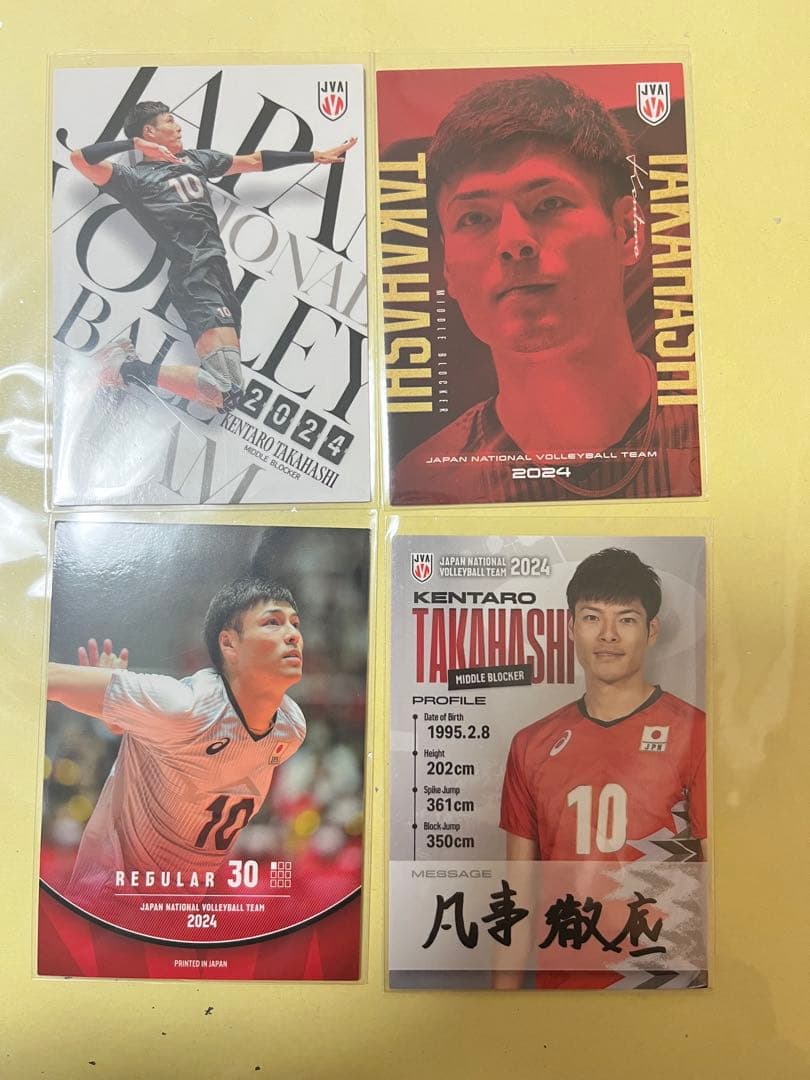 JVA
JAPAN
NATIONAL
VOLLEY
BALL
TEAM
10
10
2024
KENTARO TAKAHASHI
MIDDLE BLOCKER
JVA
TAKAHASHI
MIDDLE BLOCKER
Kentaro
TAKAHASHI
JAPAN NATIONAL VOLLEYBALL TEAM
2024
10
REGULAR 30
JAPAN NATIONAL VOLLEYBALL TEAM
2024
PRINTED IN JAPAN
JVA
JAPAN NATIONAL
VOLLEYBALL TEAM 2024
KENTARO
TAKAHASHI
MIDDLE BLOCKER
PROFILE
Date of Birth
1995.2.8
Height
202cm
Spike Jump
361cm
Block Jump
350cm
JPN
10
MESSAGE
凡事徹底